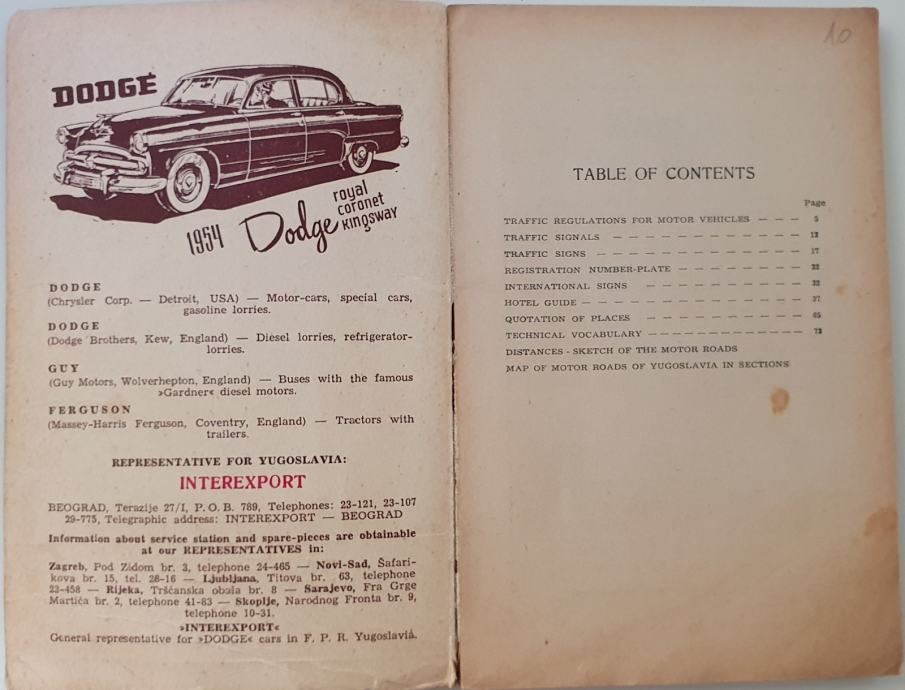 DODGE
1954 Dodge royal
coronet
kingsway
DODGE
(Chrysler Corp. — Detroit, USA) — Motor-cars, special cars,
gasoline lorries.
DODGE
(Dodge Brothers, Kew, England) — Diesel lorries, refrigerator-
lorries.
GUY
(Guy Motors, Wolverhepton, England) — Buses with the famous
»Gardner« diesel motors.
FERGUSON
(Massey-Harris Ferguson, Coventry, England) — Tractors with
trailers.
REPRESENTATIVE FOR YUGOSLAVIA:
INTEREXPORT
BEOGRAD, Terazije 27/I, P. O. B. 789, Telephones: 23-121, 23-107
29-775, Telegraphic address: INTEREXPORT — BEOGRAD
Information about service station and spare-pieces are obtainable
at our REPRESENTATIVES in:
Zagreb, Pod Zidom br. 3, telephone 24-465 — Novi-Sad, Šafari-
kova br. 15, tel. 28-16 — Ljubljana, Titova br. 63, telephone
23-458 — Rijeka, Tršćanska obala br. 8 — Sarajevo, Fra Grge
Martića br. 2, telephone 41-83 — Skoplje, Narodnog Fronta br. 9,
telephone 10-31.
»INTEREXPORT«
General representative for »DODGE« cars in F. P. R. Yugoslavia.
10
TABLE OF CONTENTS
Page
TRAFFIC REGULATIONS FOR MOTOR VEHICLES — — — 5
TRAFFIC SIGNALS — — — — — — — — — — — 12
TRAFFIC SIGNS — — — — — — — — — — — — 17
REGISTRATION NUMBER-PLATE — — — — — — — 22
INTERNATIONAL SIGNS — — — — — — — — — 32
HOTEL GUIDE — — — — — — — — — — — — — 37
QUOTATION OF PLACES — — — — — — — — — 65
TECHNICAL VOCABULARY — — — — — — — — — 73
DISTANCES - SKETCH OF THE MOTOR ROADS
MAP OF MOTOR ROADS OF YUGOSLAVIA IN SECTIONS